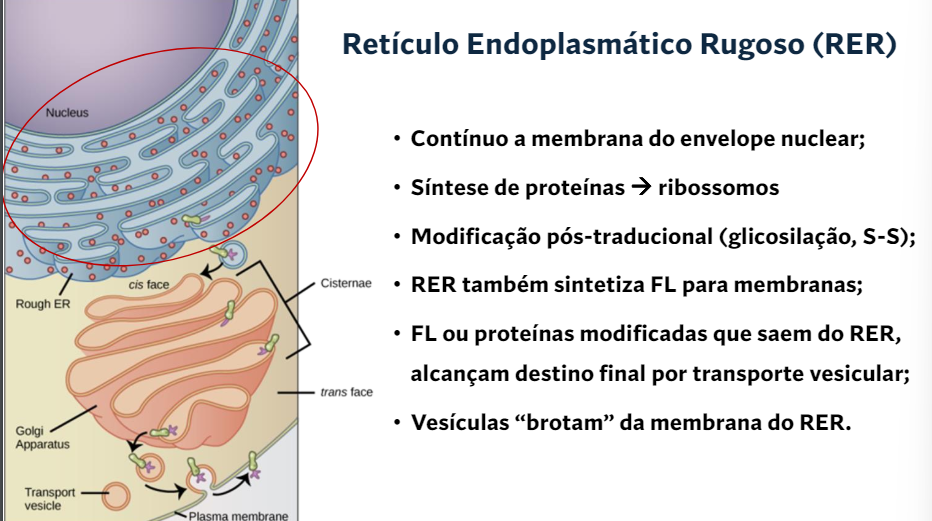 Retículo Endoplasmático Rugoso (RER)
Nucleus
• Contínuo a membrana do envelope nuclear;
• Síntese de proteínas → ribossomos
• Modificação pós-traducional (glicosilação, S-S);
• RER também sintetiza FL para membranas;
• FL ou proteínas modificadas que saem do RER,
alcançam destino final por transporte vesicular;
• Vesículas “brotam” da membrana do RER.
cis face
Cisternae
Rough ER
trans face
Golgi
Apparatus
Transport
vesicle
Plasma membrane